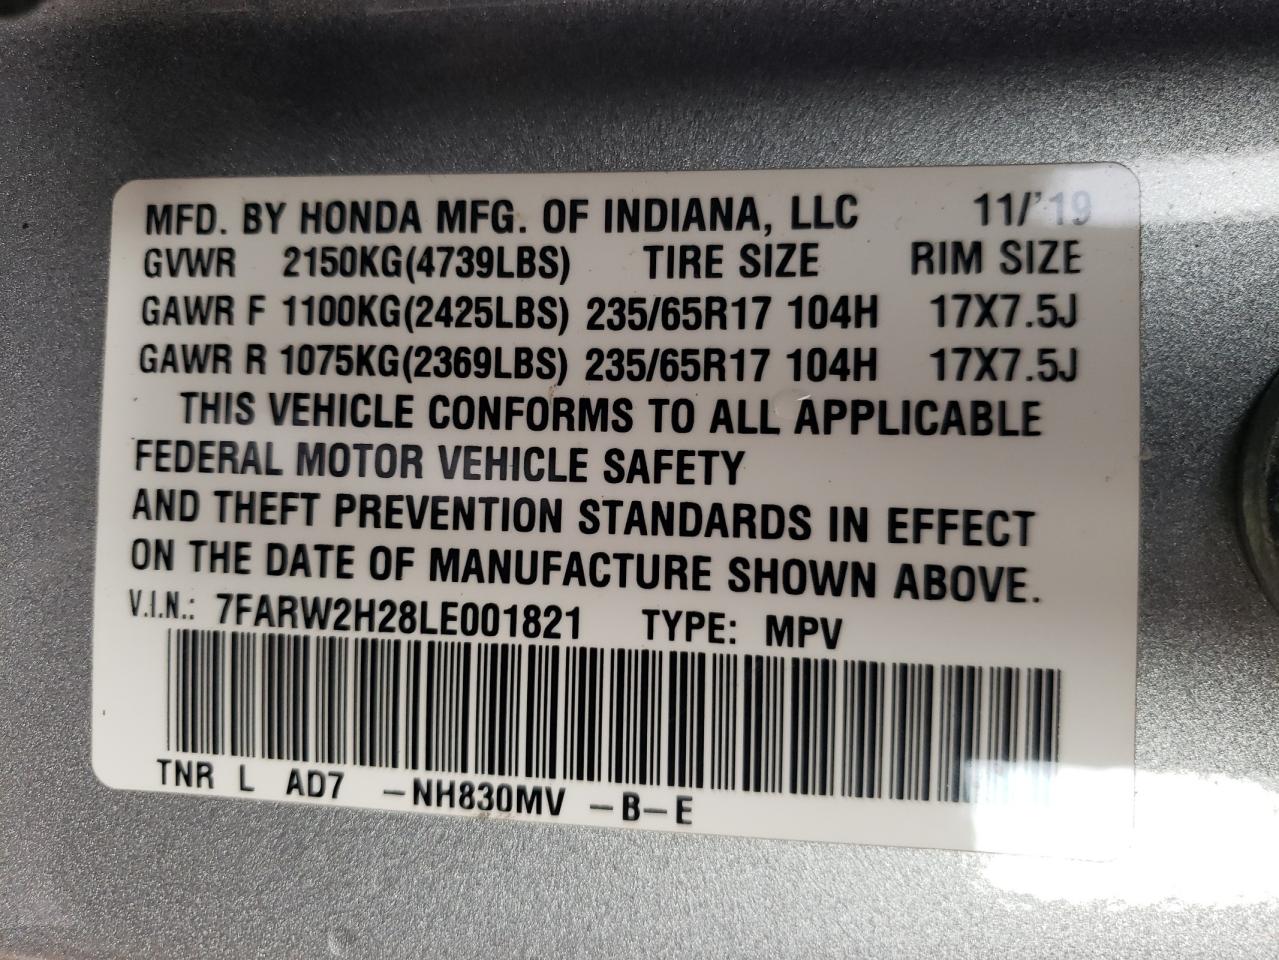 MFD. BY HONDA MFG. OF INDIANA, LLC 11/'19
GVWR 2150KG(4739LBS) TIRE SIZE RIM SIZE
GAWR F 1100KG(2425LBS) 235/65R17 104H 17X7.5J
GAWR R 1075KG(2369LBS) 235/65R17 104H 17X7.5J
THIS VEHICLE CONFORMS TO ALL APPLICABLE
FEDERAL MOTOR VEHICLE SAFETY
AND THEFT PREVENTION STANDARDS IN EFFECT
ON THE DATE OF MANUFACTURE SHOWN ABOVE.
V.I.N.: 7FARW2H28LE001821 TYPE: MPV
TNR L AD7 -NH830MV -B-E